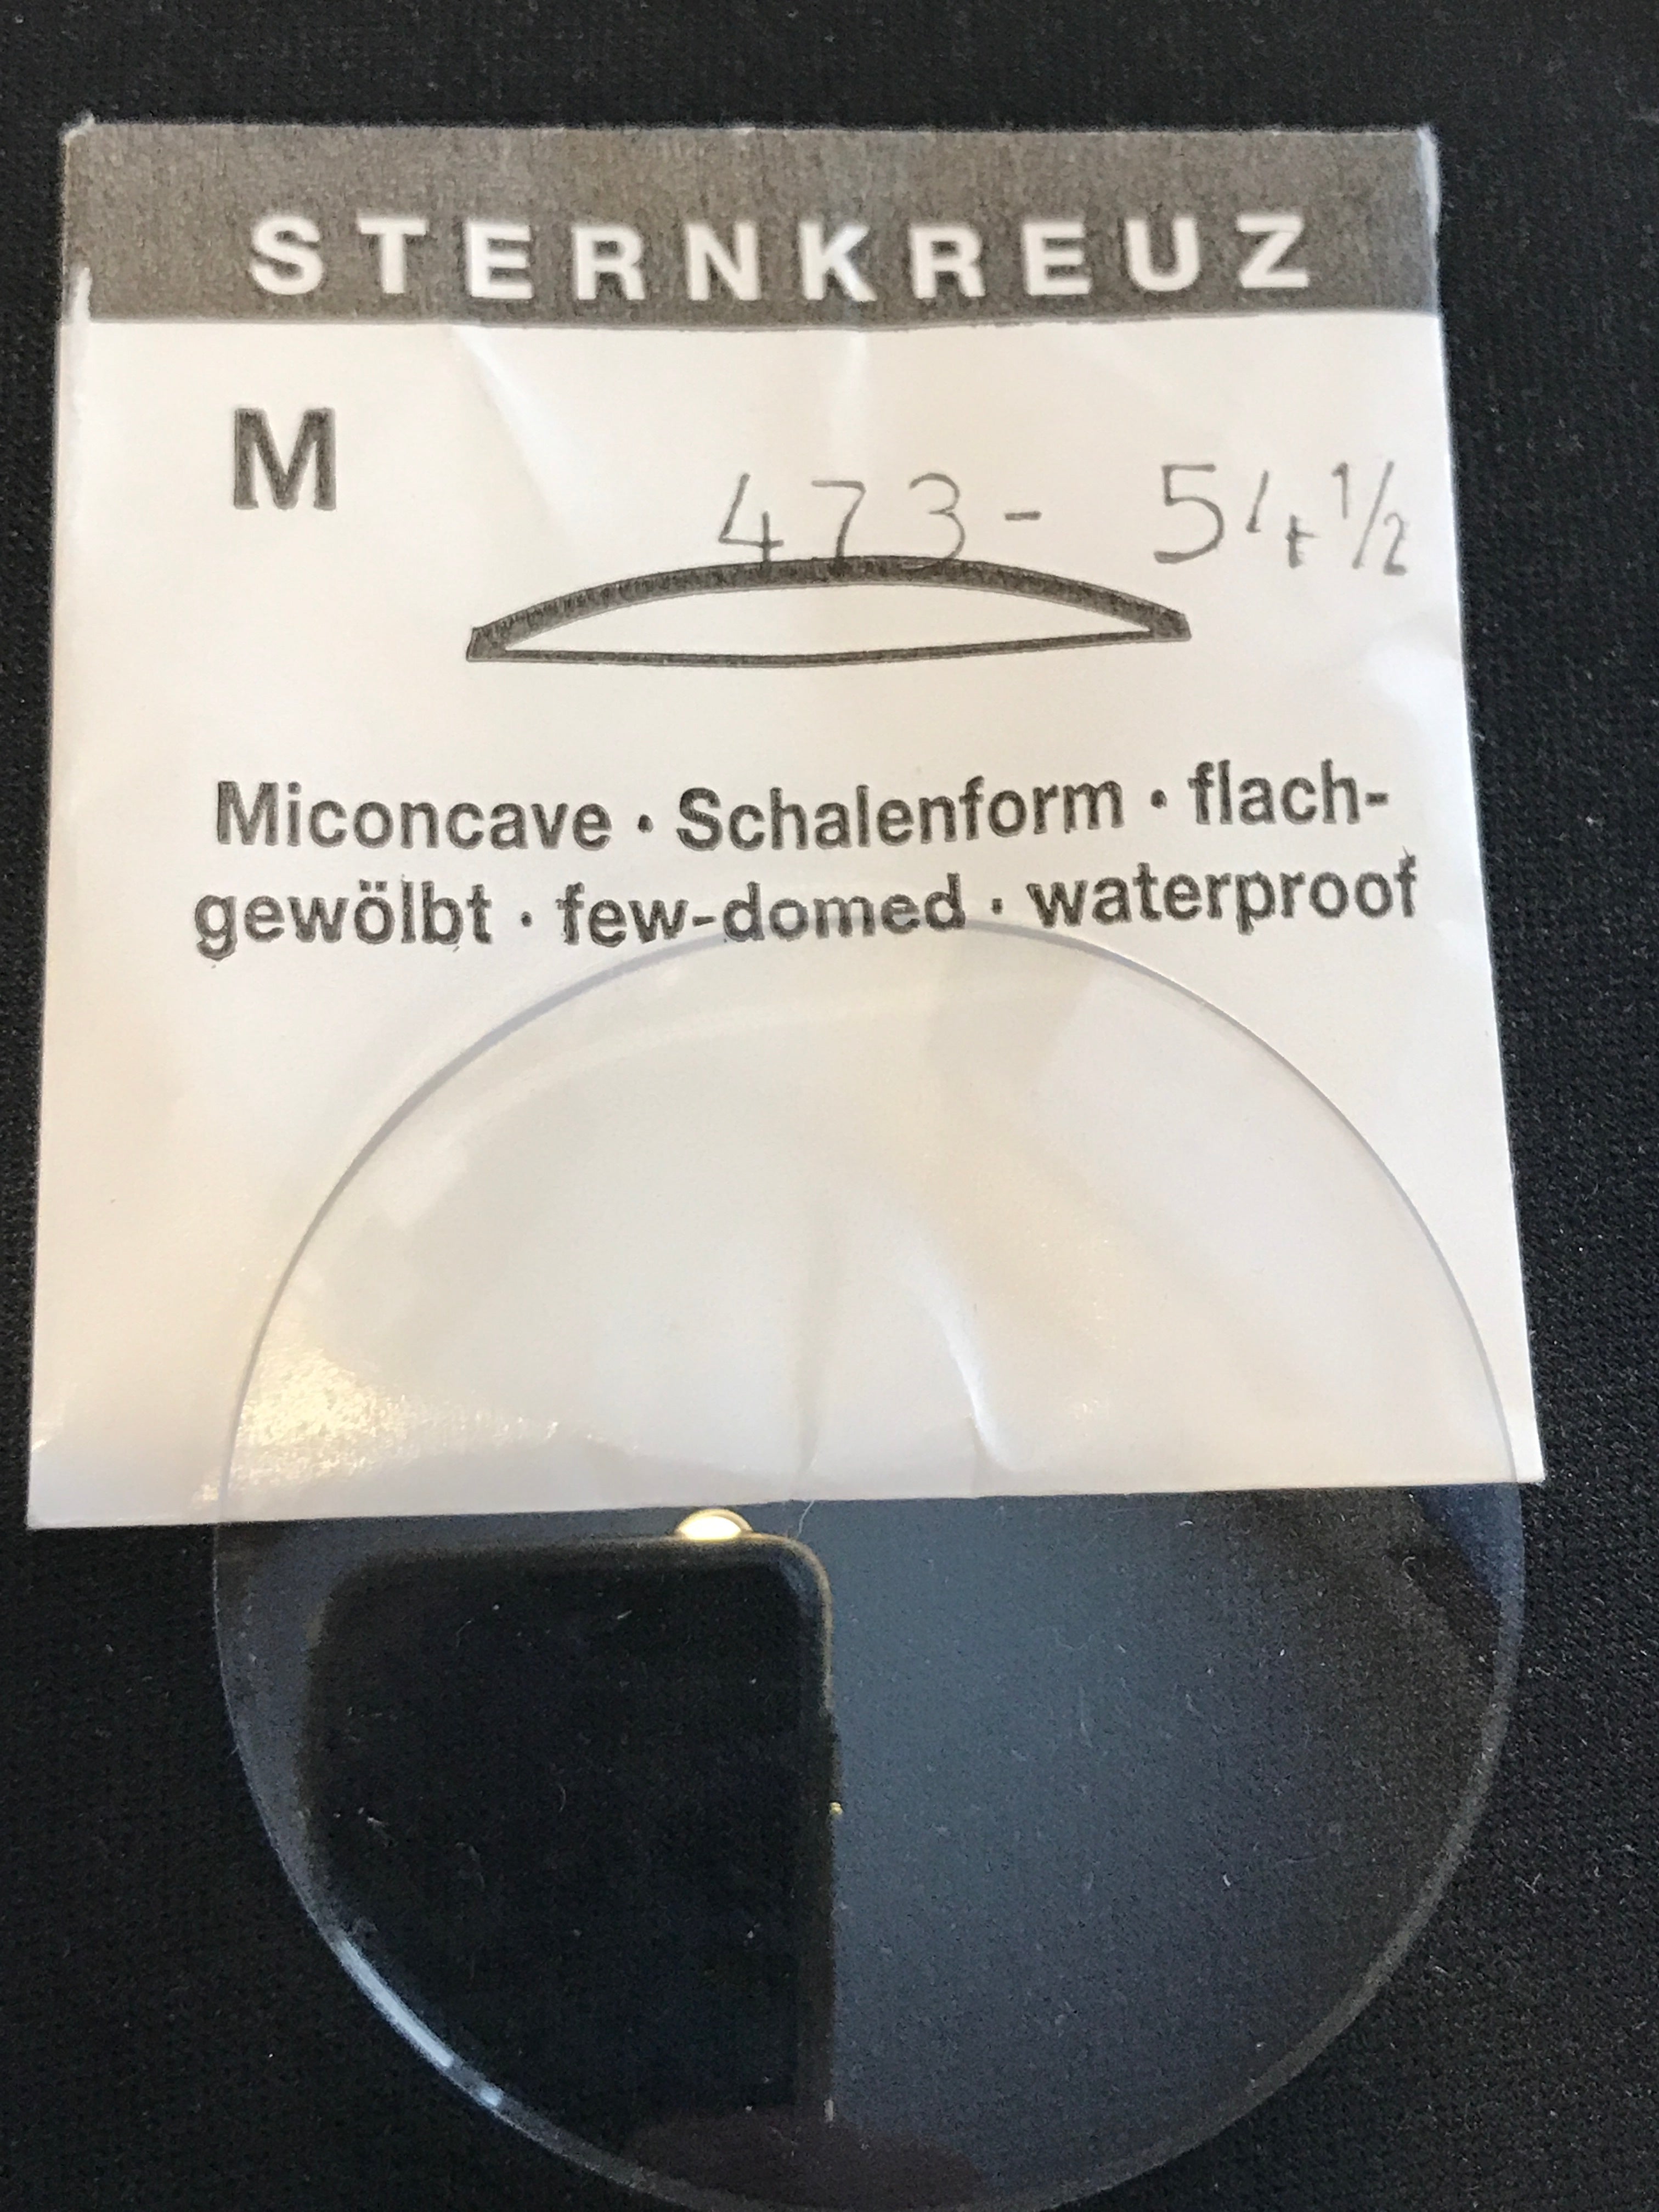 STERNKREUZ
M
473- 54 1/2
Miconcave · Schalenform · flach-
gewölbt · few-domed · waterproof